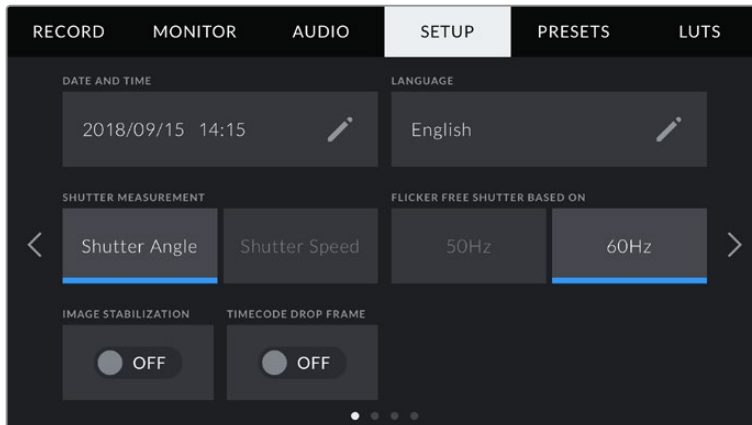 RECORD MONITOR AUDIO SETUP PRESETS LUTS
DATE AND TIME LANGUAGE
2018/09/15 14:15 English
SHUTTER MEASUREMENT FLICKER FREE SHUTTER BASED ON
Shutter Angle Shutter Speed 50Hz 60Hz
IMAGE STABILIZATION TIMECODE DROP FRAME
OFF OFF